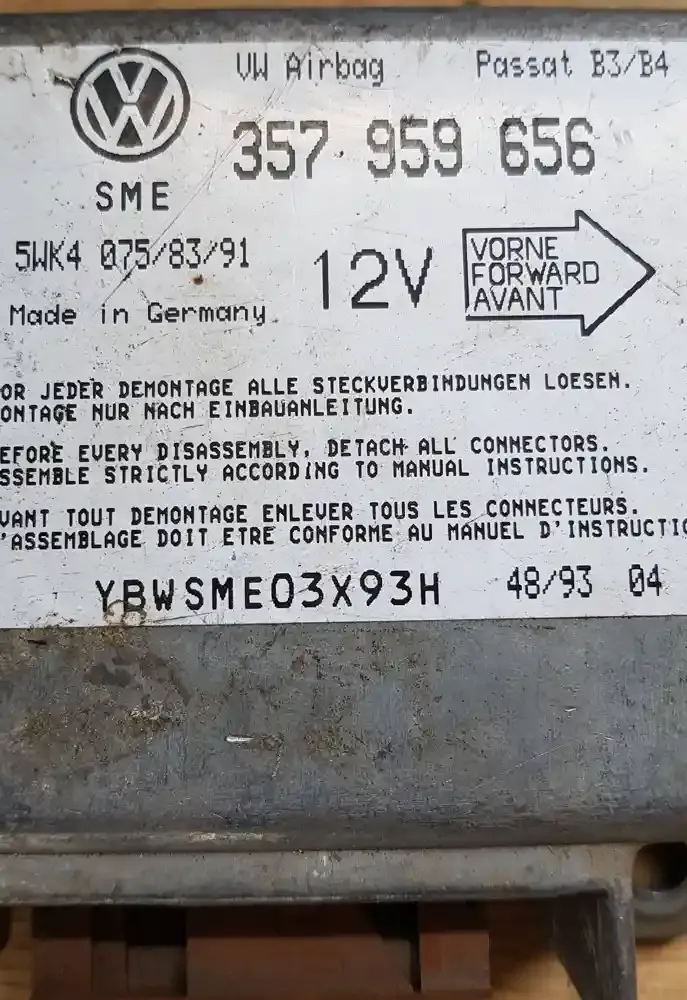 VW Airbag Passat B3/B4
357 959 656
SME
5WK4 075/83/91
12V
VORNE
FORWARD
AVANT
Made in Germany
OR JEDER DEMONTAGE ALLE STECKVERBINDUNGEN LOESEN.
ONTAGE NUR NACH EINBAUANLEITUNG.
EFORE EVERY DISASSEMBLY, DETACH ALL CONNECTORS.
SSEMBLE STRICTLY ACCORDING TO MANUAL INSTRUCTIONS.
VANT TOUT DEMONTAGE ENLEVER TOUS LES CONNECTEURS.
'ASSEMBLAGE DOIT ETRE CONFORME AU MANUEL D'INSTRUCTIO
YBWSME03X93H 48/93 04